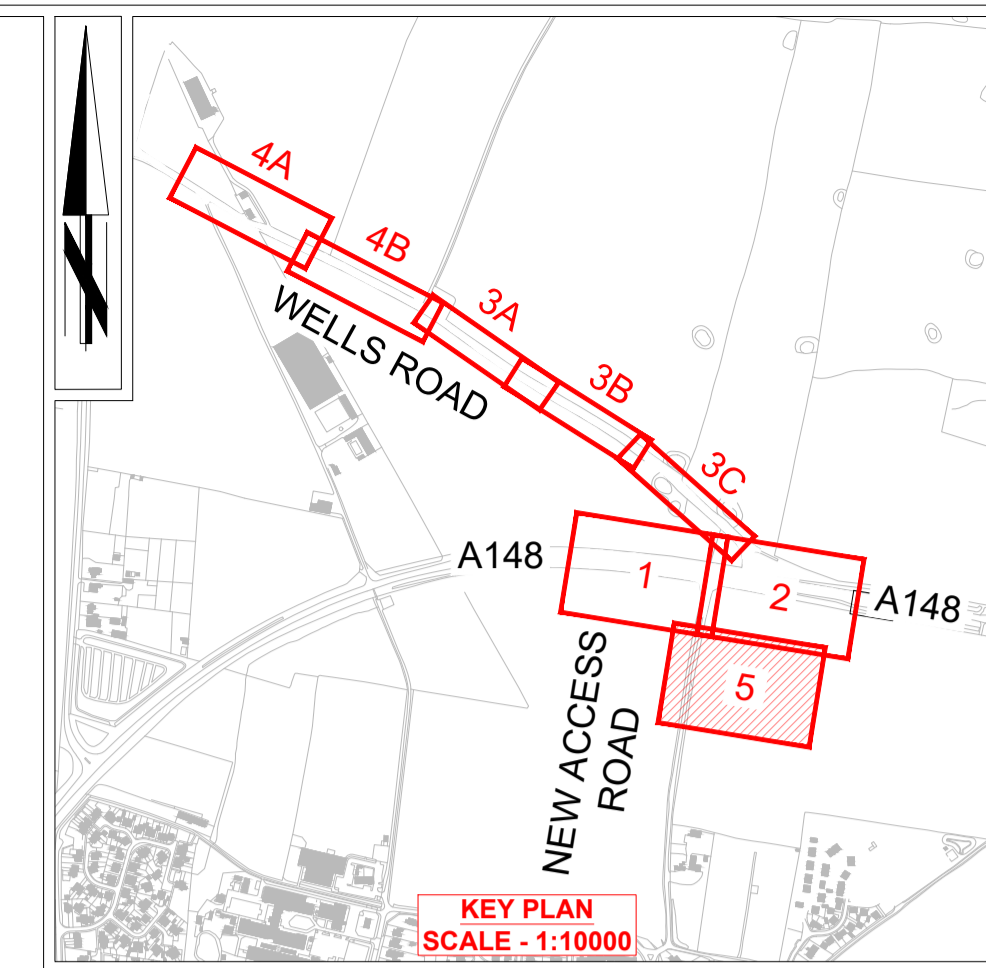 4A
4B
WELLS ROAD
3A
3B
3C
A148
1
2
A148
5
NEW ACCESS
ROAD
KEY PLAN
SCALE - 1:10000